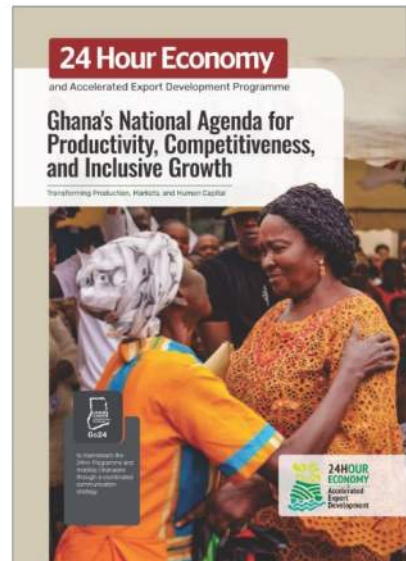 24 Hour Economy
and Accelerated Export Development Programme
Ghana's National Agenda for
Productivity, Competitiveness,
and Inclusive Growth
Transforming Production, Markets, and Human Capital
Go24
to mainstream the
24hr+ Programme and
mobilise Ghanaians
through a coordinated
communication
strategy.
24HOUR
ECONOMY
Accelerated
Export
Development